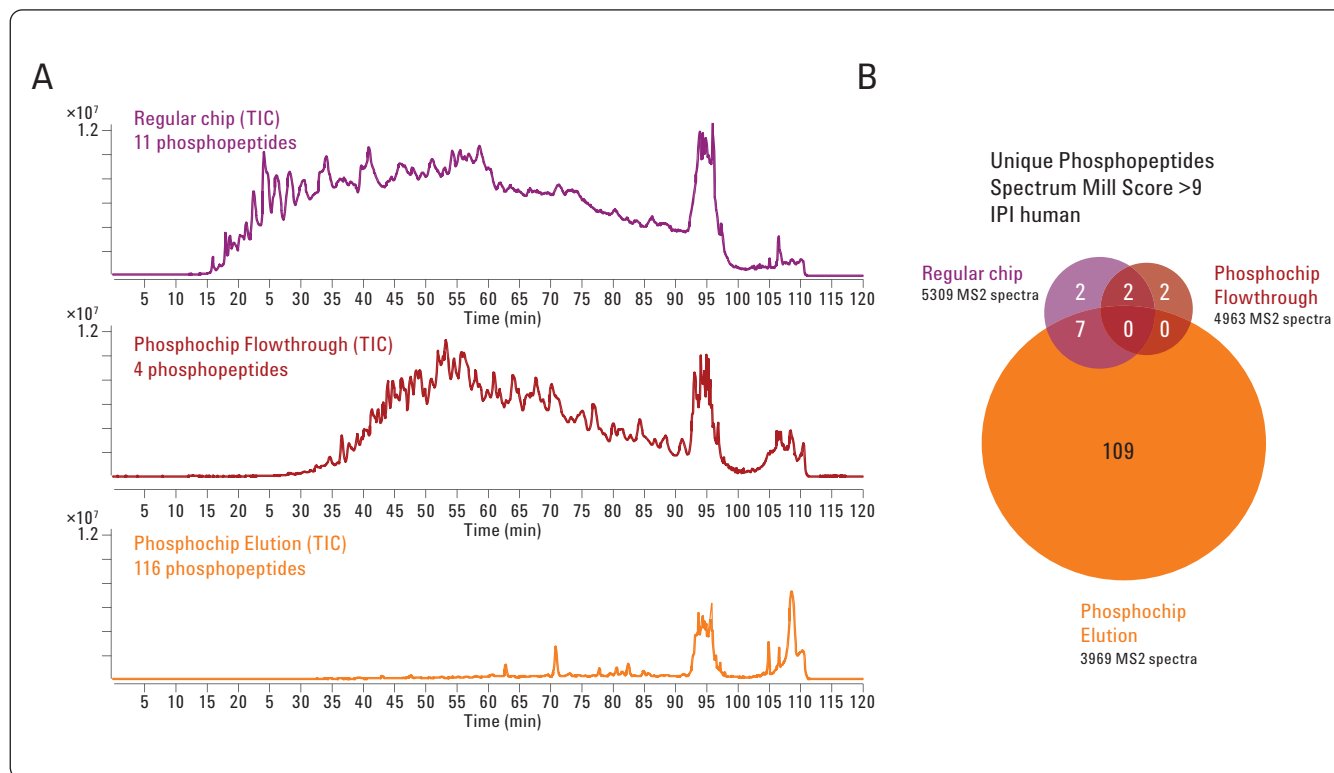 A
×10⁷
1.2
Regular chip (TIC)
11 phosphopeptides
5 10 15 20 25 30 35 40 45 50 55 60 65 70 75 80 85 90 95 100 105 110 115 120
Time (min)
×10⁷
1.2
Phosphochip Flowthrough (TIC)
4 phosphopeptides
5 10 15 20 25 30 35 40 45 50 55 60 65 70 75 80 85 90 95 100 105 110 115 120
Time (min)
×10⁷
1.2
Phosphochip Elution (TIC)
116 phosphopeptides
5 10 15 20 25 30 35 40 45 50 55 60 65 70 75 80 85 90 95 100 105 110 115 120
Time (min)
B
Unique Phosphopeptides
Spectrum Mill Score >9
IPI human
Regular chip
5309 MS2 spectra
2 2 2
7 0 0
Phosphochip
Flowthrough
4963 MS2 spectra
109
Phosphochip
Elution
3969 MS2 spectra